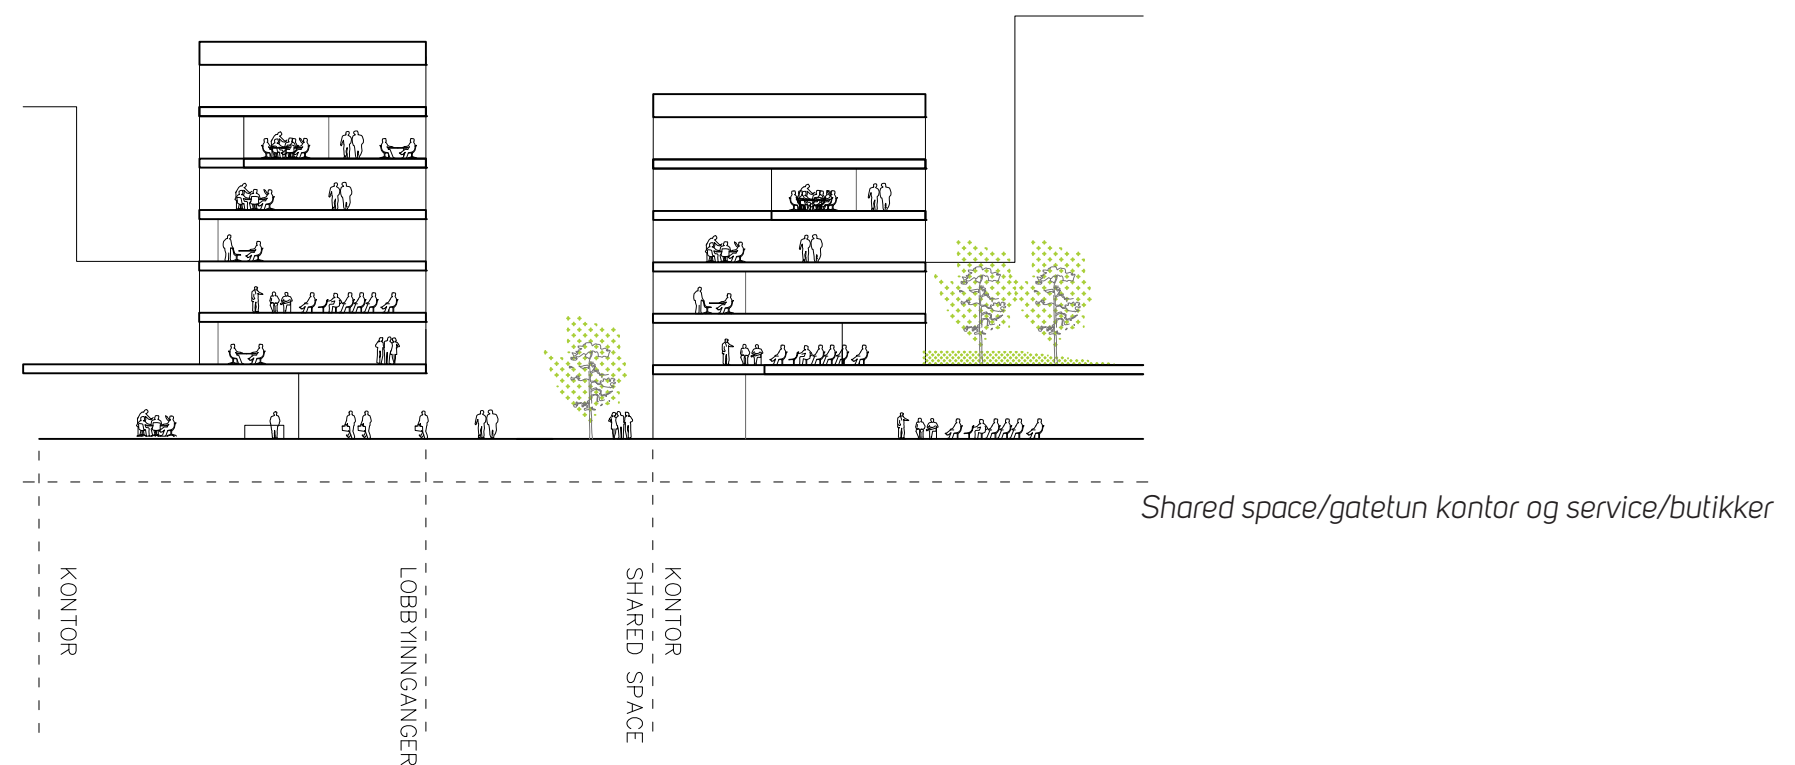 Shared space/gatetun kontor og service/butikker
KONTOR
LOBBYINNGANGER
SHARED SPACE
KONTOR